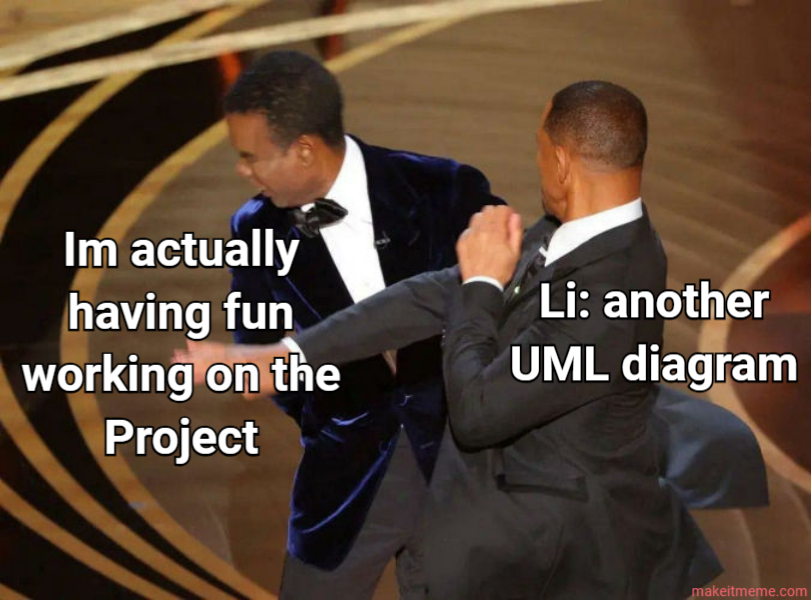 Im actually
having fun
working on the
Project
Li: another
UML diagram
makeitmeme.com